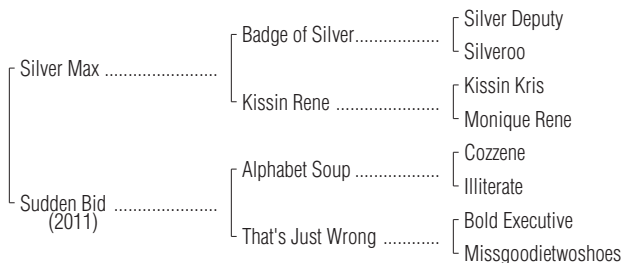 Silver Deputy
Badge of Silver..................
Silveroo
Silver Max ........................
Kissin Kris
Kissin Rene ......................
Monique Rene
Cozzene
Alphabet Soup ..................
Illiterate
Sudden Bid ......................
(2011)
Bold Executive
That's Just Wrong ............
Missgoodietwoshoes